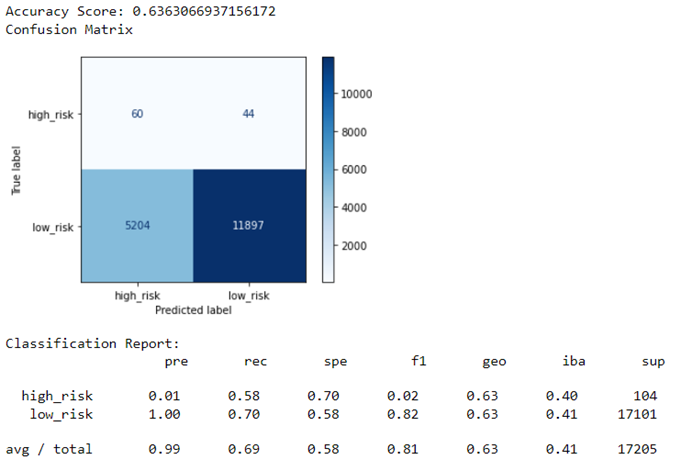 Accuracy Score: 0.6363066937156172
Confusion Matrix
10000
high_risk 60 44
8000
True label
6000
low_risk 5204 11897
4000
2000
high_risk low_risk
Predicted label
Classification Report:
pre rec spe f1 geo iba sup
high_risk 0.01 0.58 0.70 0.02 0.63 0.40 104
low_risk 1.00 0.70 0.58 0.82 0.63 0.41 17101
avg / total 0.99 0.69 0.58 0.81 0.63 0.41 17205